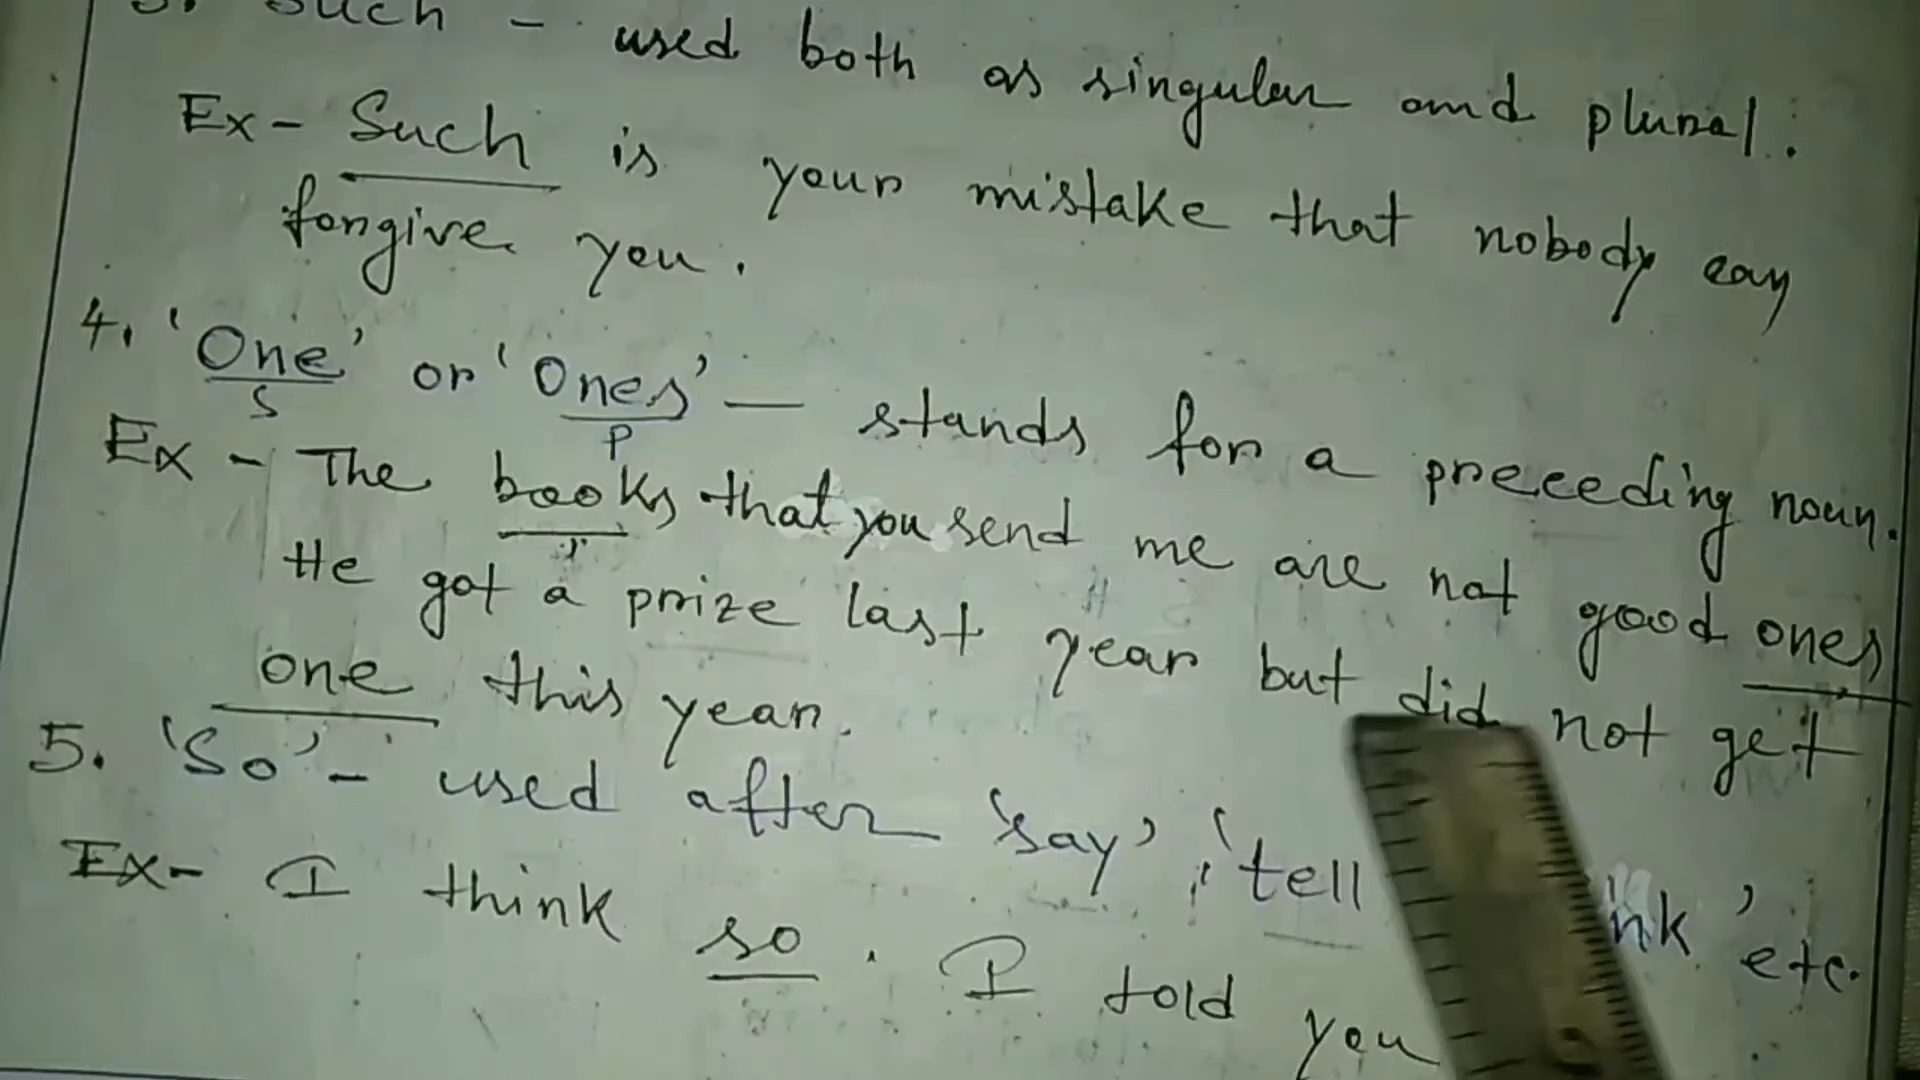 3. Such - used both as singular and plural.
Ex - Such is your mistake that nobody can
forgive you.
4. 'One' or 'Ones' — stands for a preceding noun.
S P
Ex - The books that you send me are not good ones
He got a prize last year but did not get
one this year.
5. 'So' - used after 'say', 'tell etc.
Ex - I think so. I told you